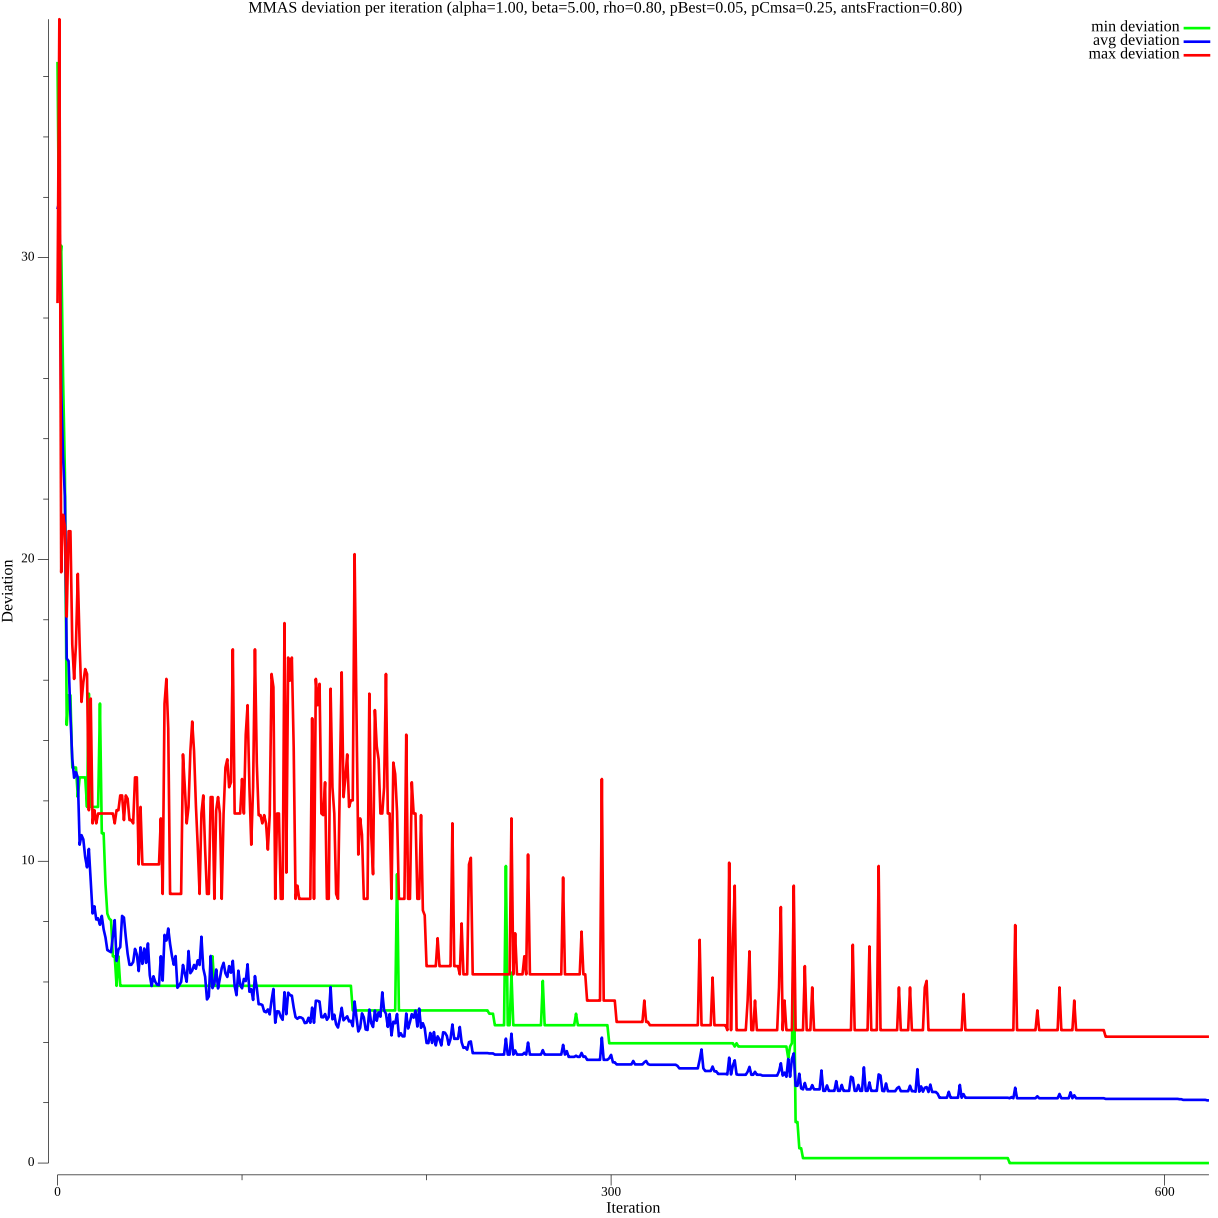 MMAS deviation per iteration (alpha=1.00, beta=5.00, rho=0.80, pBest=0.05, pCmsa=0.25, antsFraction=0.80)
min deviation
avg deviation
max deviation
30
20
10
0
Deviation
0
300
600
Iteration